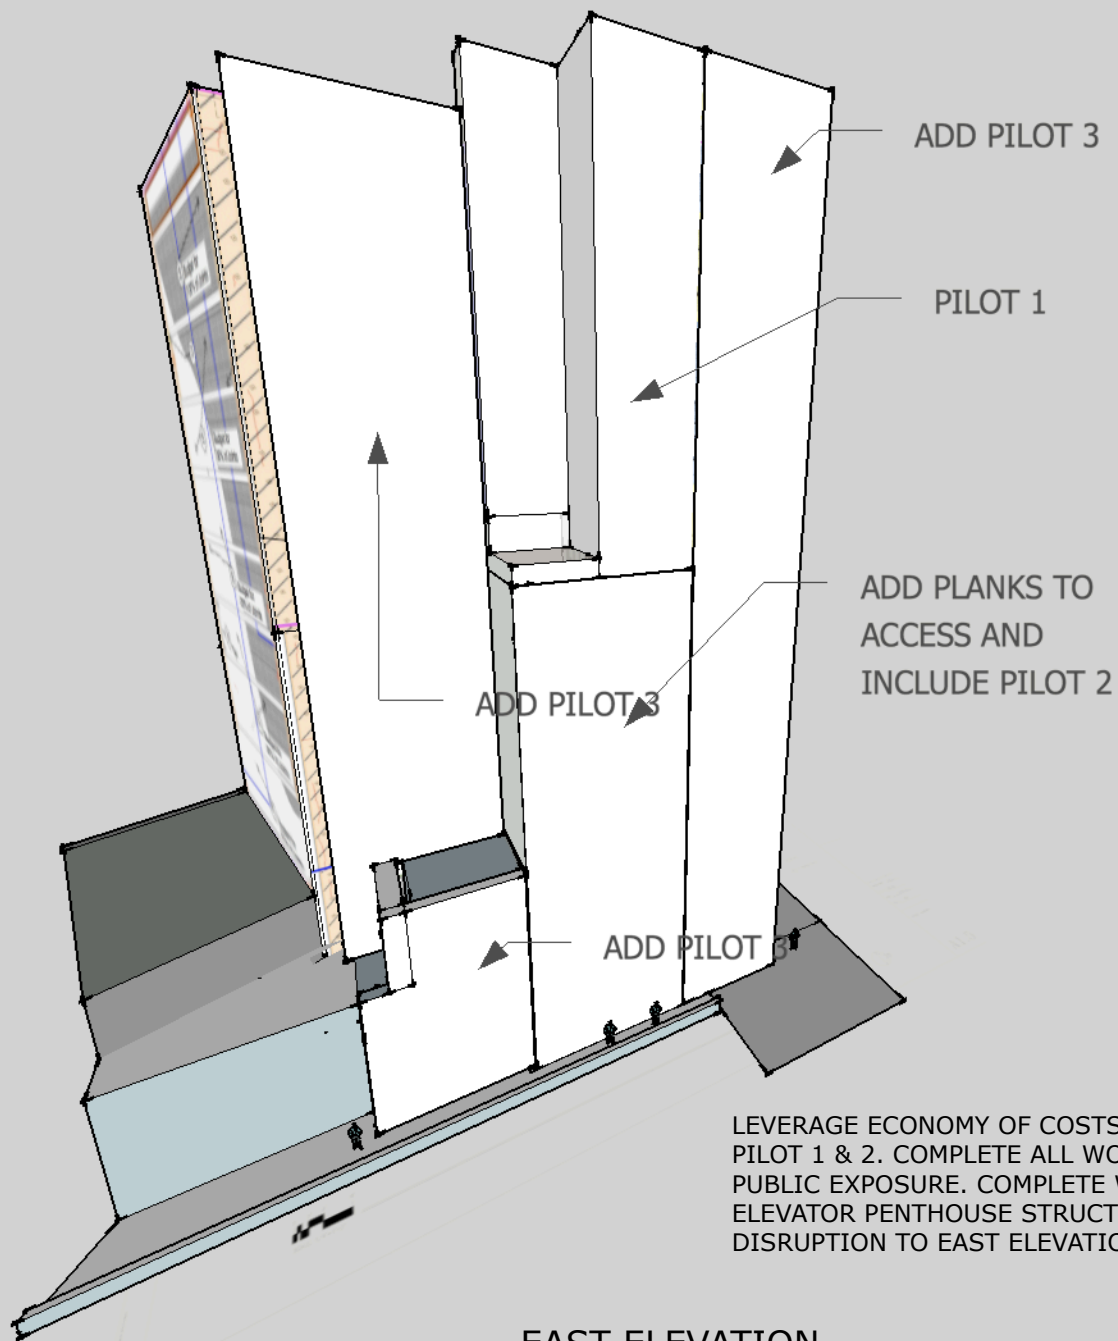 ADD PILOT 3
PILOT 1
ADD PLANKS TO
ACCESS AND
INCLUDE PILOT 2
ADD PILOT 3
ADD PILOT 3
LEVERAGE ECONOMY OF COSTS
PILOT 1 & 2. COMPLETE ALL WO
PUBLIC EXPOSURE. COMPLETE
ELEVATOR PENTHOUSE STRUCT
DISRUPTION TO EAST ELEVATIO
EAST ELEVATION